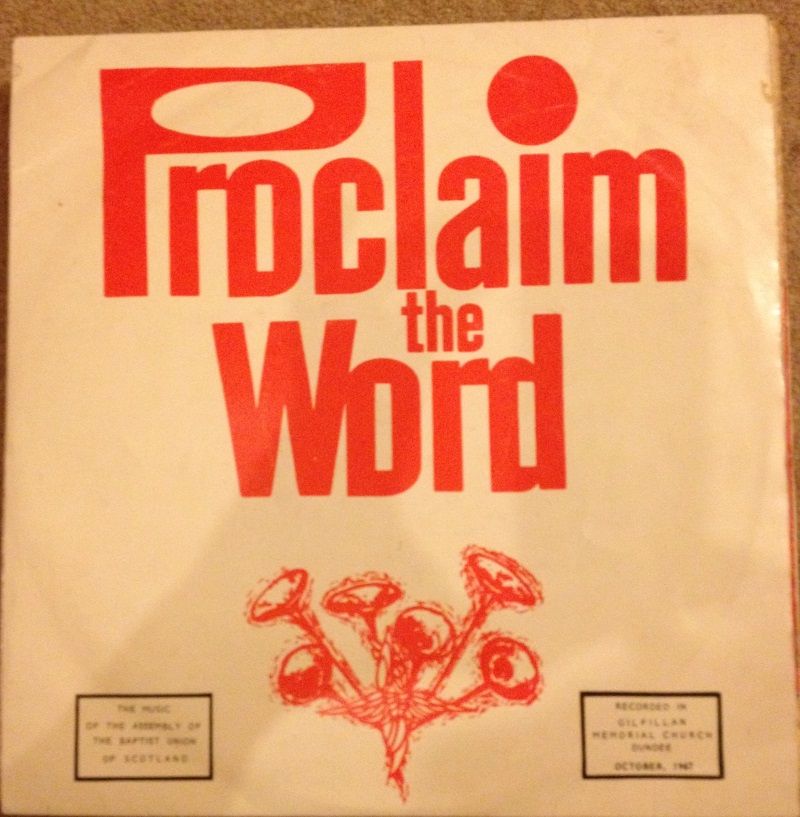 Proclaim
the
Word
THE MUSIC
OF THE ASSEMBLY OF
THE BAPTIST UNION
OF SCOTLAND
RECORDED IN
GILFILLAN
MEMORIAL CHURCH
DUNDEE
OCTOBER, 1967